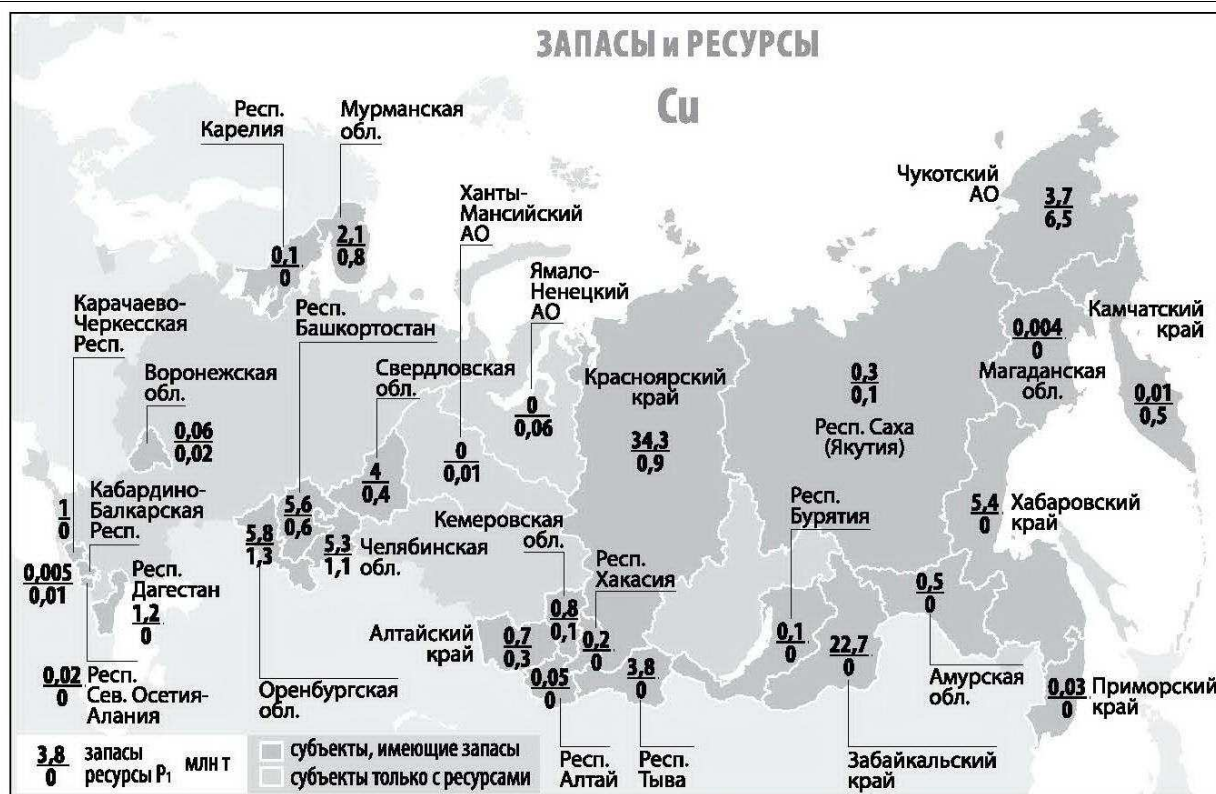 ЗАПАСЫ и РЕСУРСЫ
Cu
Респ.
Карелия
0,1
0
Мурманская
обл.
2,1
0,8
Ханты-
Мансийский
АО
0
0,01
Ямало-
Ненецкий
АО
0
0,06
Чукотский
АО
3,7
6,5
Камчатский
край
0,01
0,5
0,004
0
Магаданская
обл.
Карачаево-
Черкесская
Респ.
1
0
Воронежская
обл.
0,06
0,02
Респ.
Башкортостан
5,6
0,6
Свердловская
обл.
4
0,4
Красноярский
край
34,3
0,9
0,3
0,1
Респ. Саха
(Якутия)
Кабардино-
Балкарская
Респ.
0,005
0,01
Респ.
Дагестан
1,2
0
0,02
0
Респ.
Сев. Осетия-
Алания
5,8
1,3
Оренбургская
обл.
5,3
1,1
Челябинская
обл.
Кемеровская
обл.
0,8
0,1
Респ.
Хакасия
0,2
0
Алтайский
край
0,7
0,3
0,05
0
Респ.
Алтай
3,8
0
Респ.
Тыва
Респ.
Бурятия
0,1
0
22,7
0
Забайкальский
край
0,5
0
Амурская
обл.
5,4
0
Хабаровский
край
0,03
0
Приморский
край
3,8
0
запасы
ресурсы P₁
млн т
субъекты, имеющие запасы
субъекты только с ресурсами